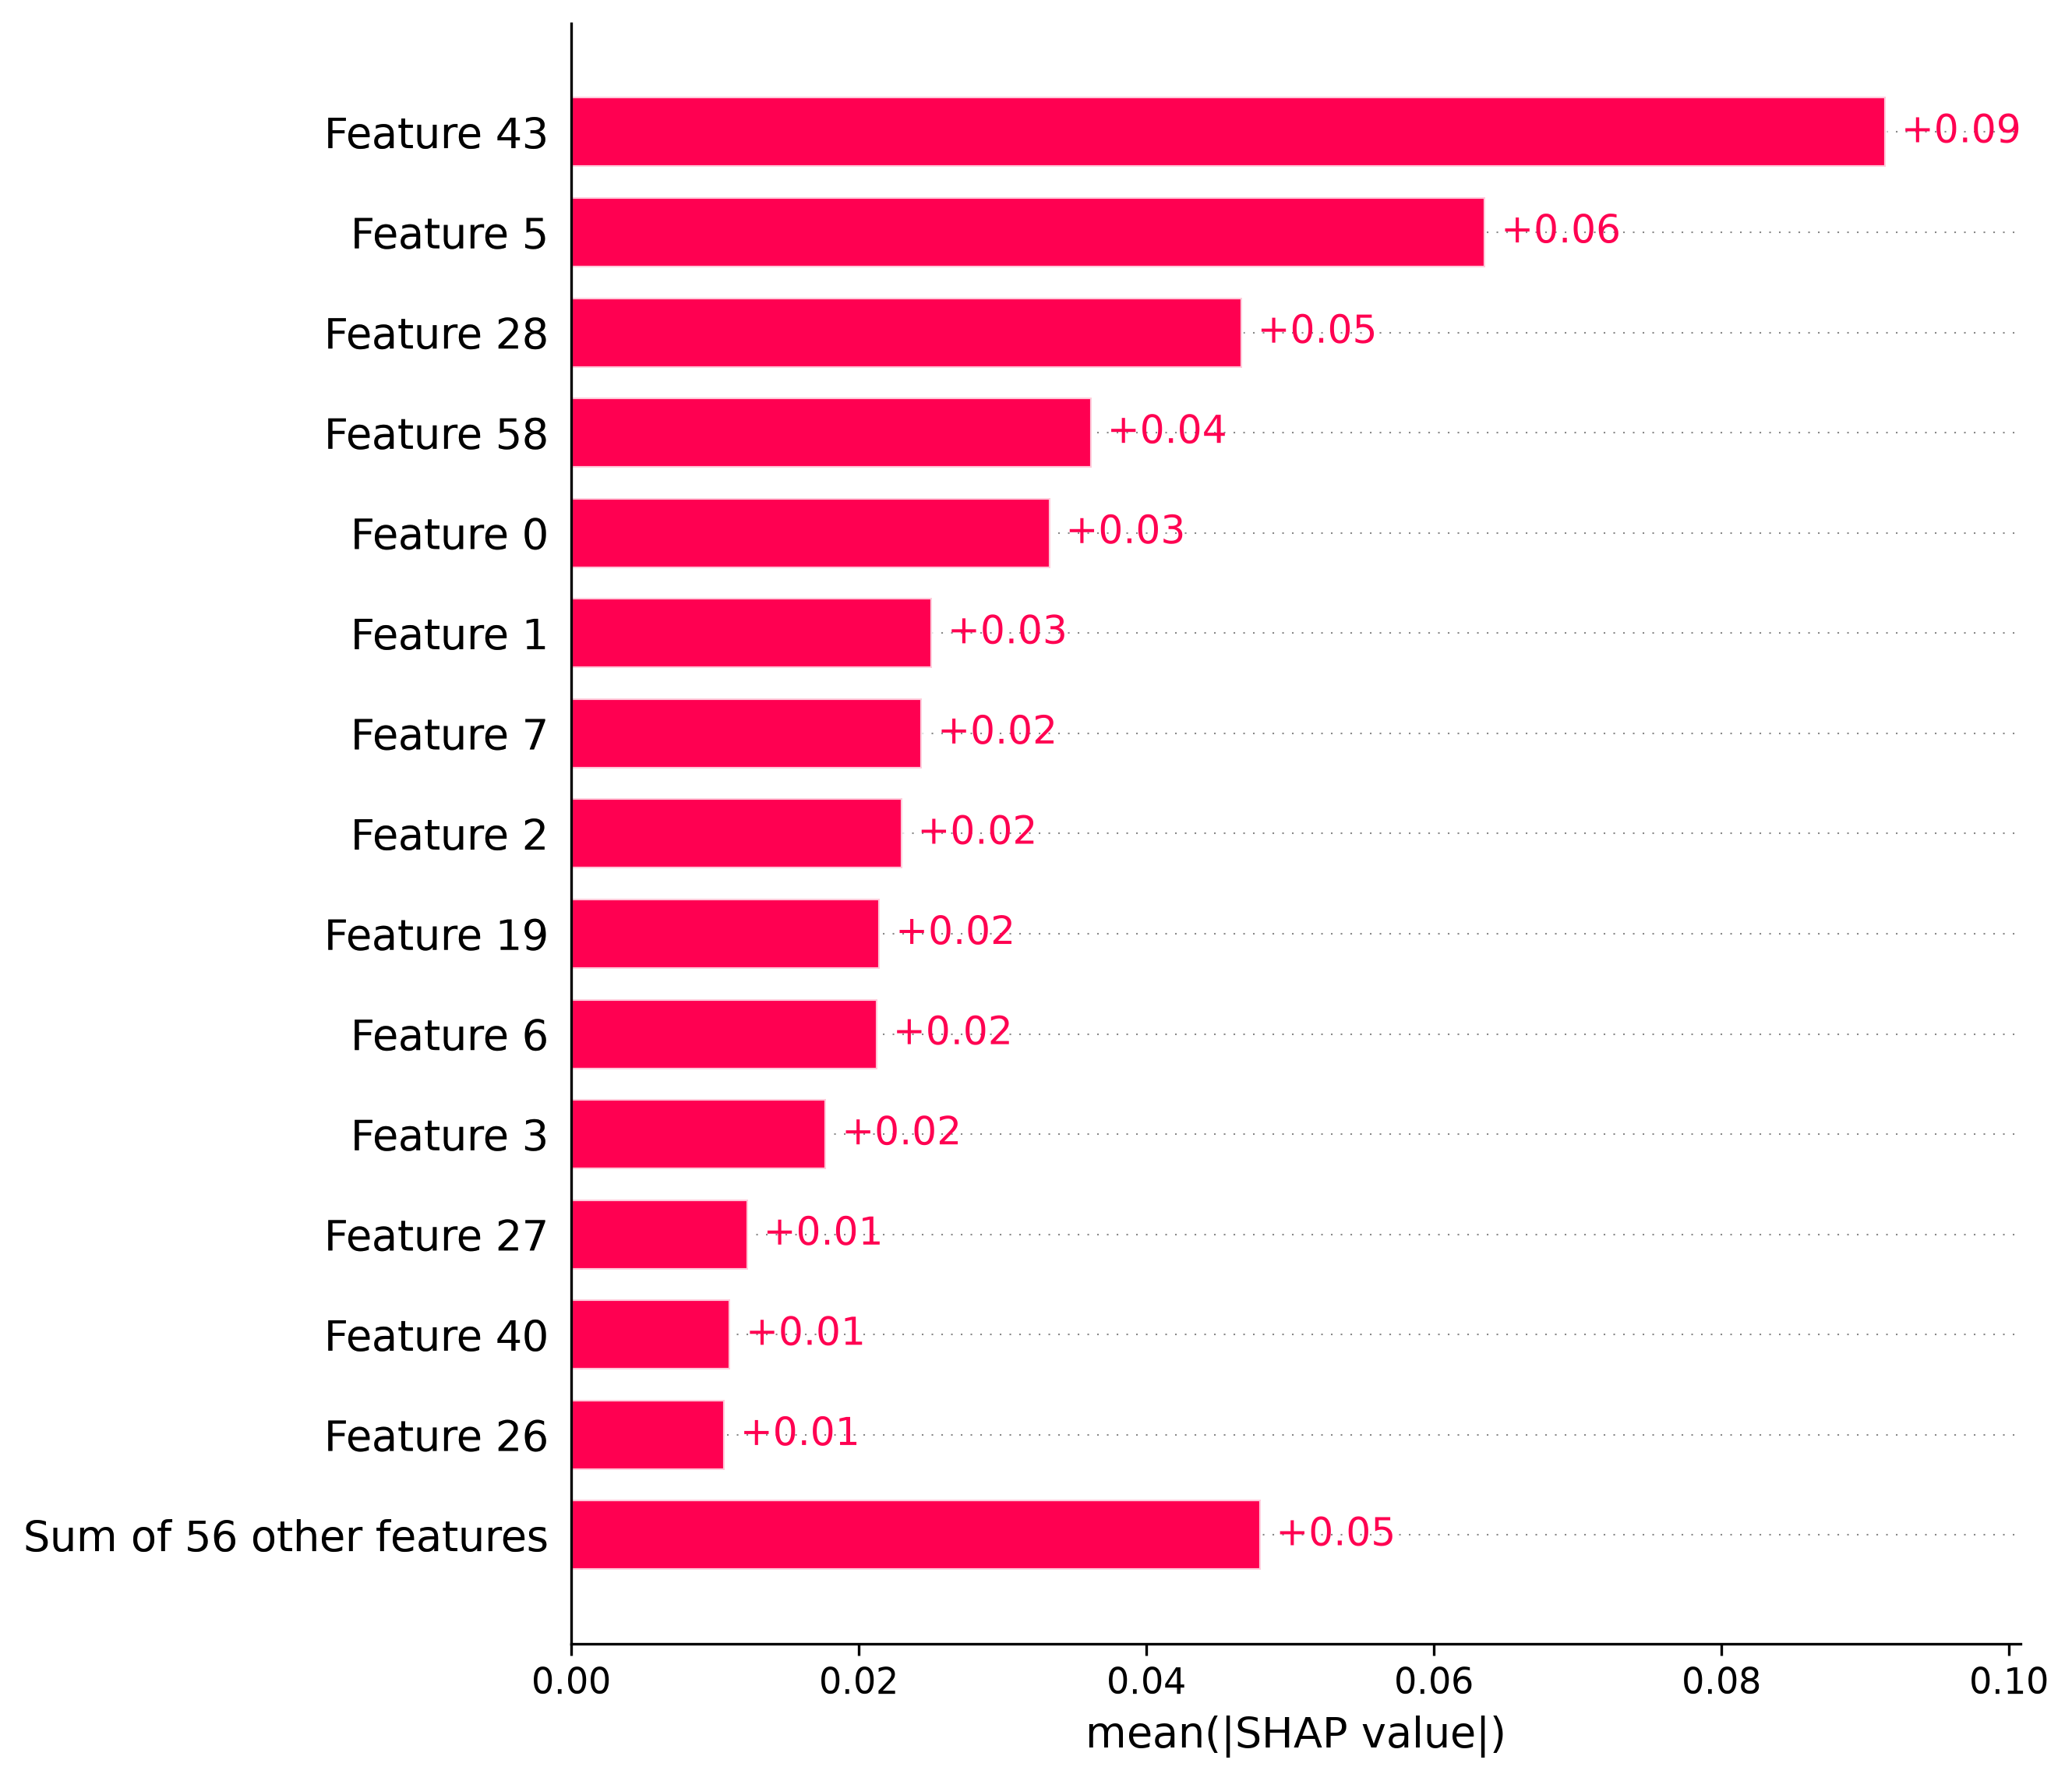 Feature 43 +0.09
Feature 5 +0.06
Feature 28 +0.05
Feature 58 +0.04
Feature 0 +0.03
Feature 1 +0.03
Feature 7 +0.02
Feature 2 +0.02
Feature 19 +0.02
Feature 6 +0.02
Feature 3 +0.02
Feature 27 +0.01
Feature 40 +0.01
Feature 26 +0.01
Sum of 56 other features +0.05
0.00 0.02 0.04 0.06 0.08 0.10
mean(|SHAP value|)